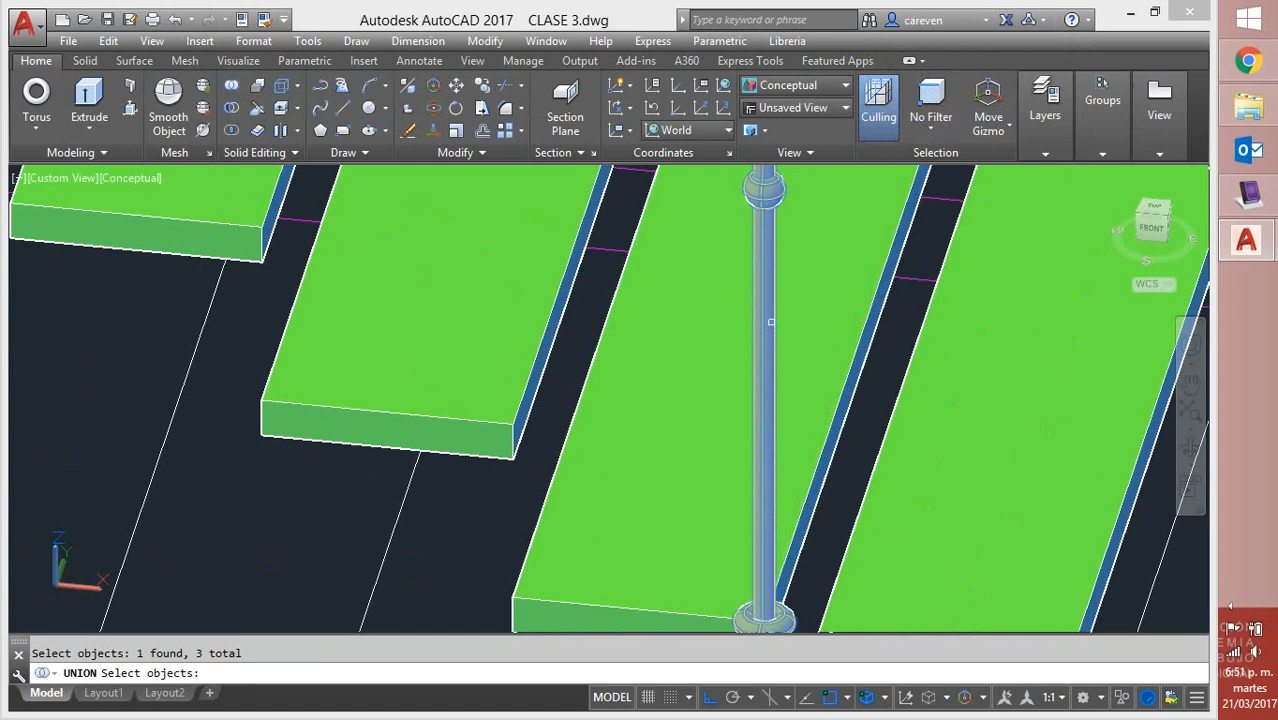 Autodesk AutoCAD 2017 CLASE 3.dwg
Type a keyword or phrase
careven
File Edit View Insert Format Tools Draw Dimension Modify Window Help Express Parametric Libreria
Home Solid Surface Mesh Visualize Parametric Insert Annotate View Manage Output Add-ins A360 Express Tools Featured Apps
Torus
Extrude
Smooth Object
Section Plane
Conceptual
Unsaved View
World
Culling
No Filter
Move Gizmo
Layers
Groups
View
Modeling Mesh Solid Editing Draw Modify Section Coordinates View Selection
[−][Custom View][Conceptual]
FRONT
S
WCS
Z
Y
X
Select objects: 1 found, 3 total
UNION Select objects:
Model Layout1 Layout2 +
MODEL
1:1
6:51 p. m.
martes
21/03/2017